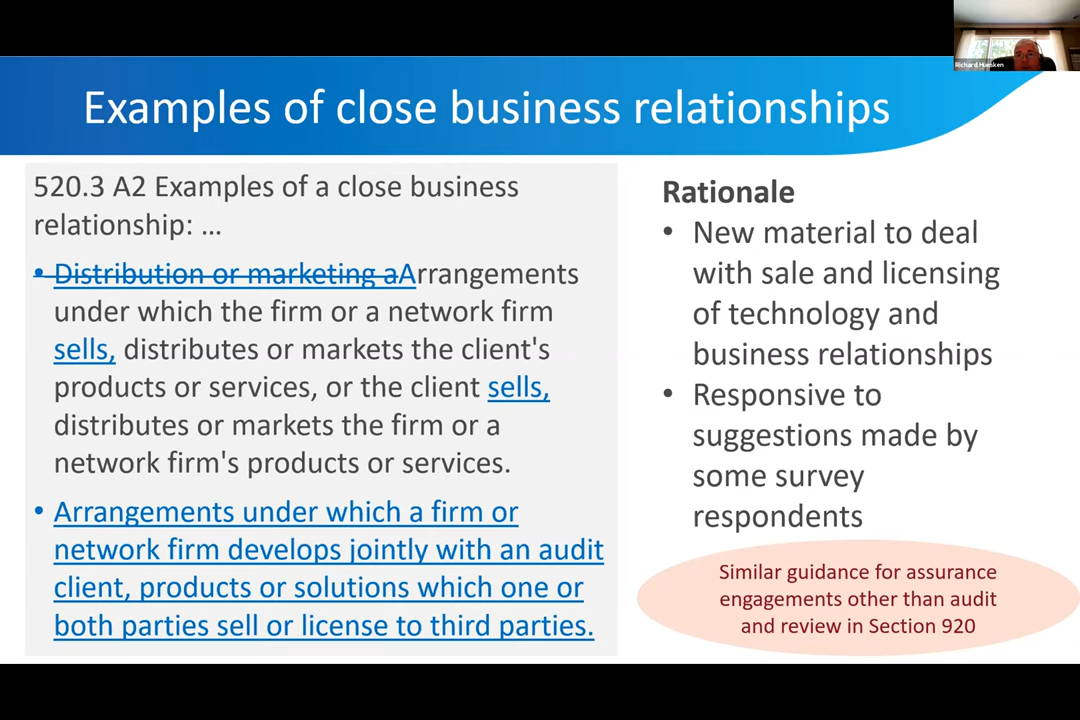 Richard Huesken
Examples of close business relationships
520.3 A2 Examples of a close business
relationship: ...
• Distribution or marketing aArrangements
under which the firm or a network firm
sells, distributes or markets the client's
products or services, or the client sells,
distributes or markets the firm or a
network firm's products or services.
• Arrangements under which a firm or
network firm develops jointly with an audit
client, products or solutions which one or
both parties sell or license to third parties.
Rationale
• New material to deal
with sale and licensing
of technology and
business relationships
• Responsive to
suggestions made by
some survey
respondents
Similar guidance for assurance
engagements other than audit
and review in Section 920